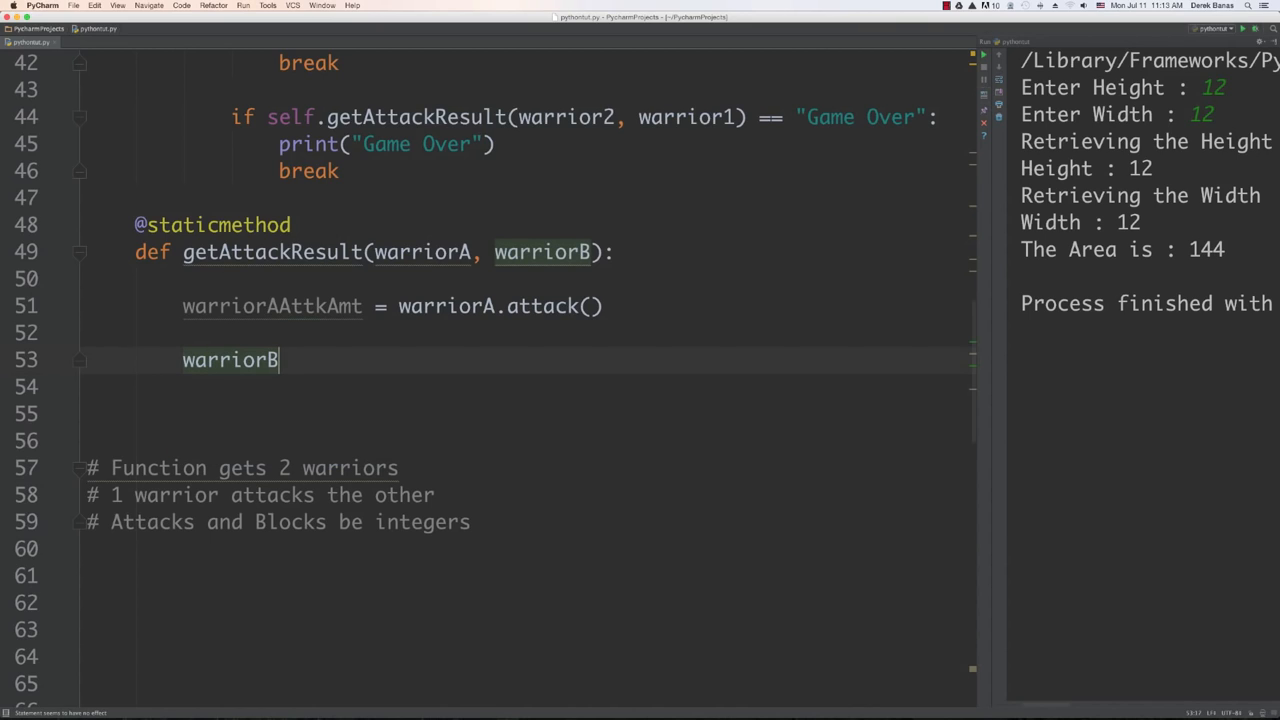 PyCharm File Edit View Navigate Code Refactor Run Tools VCS Window Help
10 Mon Jul 11 11:13 AM Derek Banas
pythontut.py - PycharmProjects - [~/PycharmProjects]
PycharmProjects pythontut.py pythontut
pythontut.py Run pythontut
42 break
43
44 if self.getAttackResult(warrior2, warrior1) == "Game Over":
45 print("Game Over")
46 break
47
48 @staticmethod
49 def getAttackResult(warriorA, warriorB):
50
51 warriorAAttkAmt = warriorA.attack()
52
53 warriorB
54
55
56
57 # Function gets 2 warriors
58 # 1 warrior attacks the other
59 # Attacks and Blocks be integers
60
61
62
63
64
65
/Library/Frameworks/Py
Enter Height : 12
Enter Width : 12
Retrieving the Height
Height : 12
Retrieving the Width
Width : 12
The Area is : 144
Process finished with
Statement seems to have no effect 53:17 LF÷ UTF-8÷